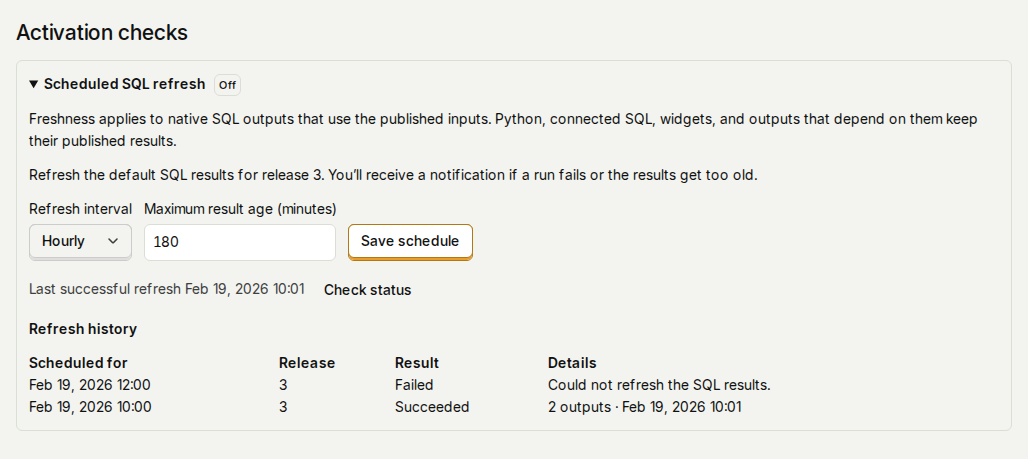 Activation checks
Scheduled SQL refresh Off
Freshness applies to native SQL outputs that use the published inputs. Python, connected SQL, widgets, and outputs that depend on them keep
their published results.
Refresh the default SQL results for release 3. You’ll receive a notification if a run fails or the results get too old.
Refresh interval Maximum result age (minutes)
Hourly 180 Save schedule
Last successful refresh Feb 19, 2026 10:01 Check status
Refresh history
Scheduled for Release Result Details
Feb 19, 2026 12:00 3 Failed Could not refresh the SQL results.
Feb 19, 2026 10:00 3 Succeeded 2 outputs · Feb 19, 2026 10:01